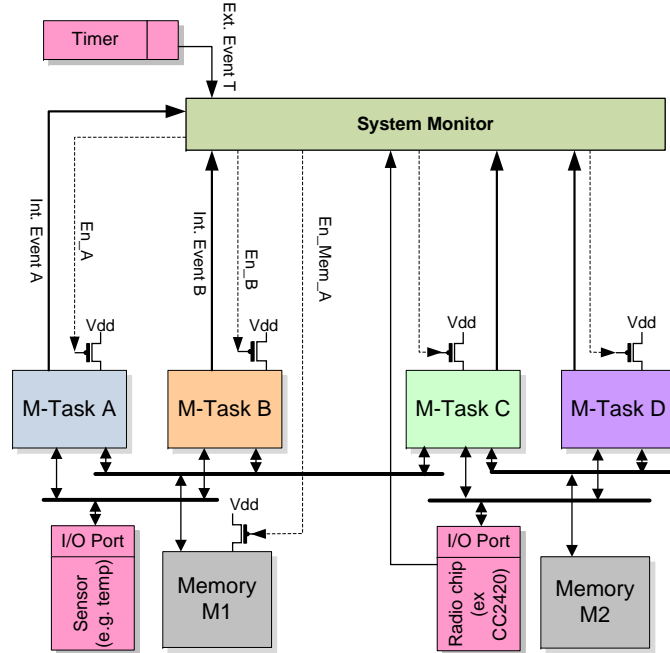 Timer
Ext. Event T
System Monitor
Int. Event A
En_A
Int. Event B
En_B
En_Mem_A
Vdd
Vdd
Vdd
Vdd
M-Task A
M-Task B
M-Task C
M-Task D
Vdd
I/O Port
Sensor
(e.g. temp)
Memory
M1
I/O Port
Radio chip
(ex
CC2420)
Memory
M2